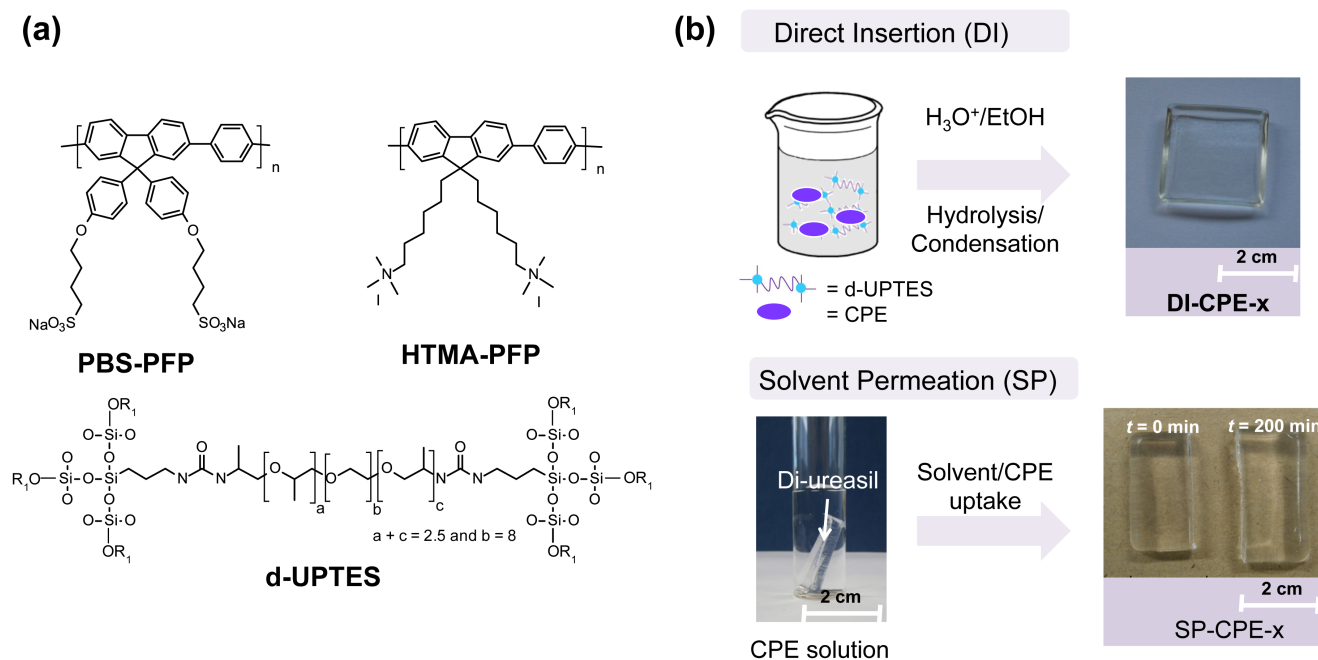 (a)
n
O
O
NaO₃S
SO₃Na
PBS-PFP
n
N
I
N
I
HTMA-PFP
OR₁
O-Si-O
O
R₁O-Si-O-Si
O
O-Si-O
OR₁
O
N N
H H
O
a
O
b
O
c
O
N N
H H
OR₁
O-Si-O
O
Si-O-Si-OR₁
O
O-Si-O
OR₁
a + c = 2.5 and b = 8
d-UPTES
(b)
Direct Insertion (DI)
H₃O⁺/EtOH
Hydrolysis/
Condensation
= d-UPTES
= CPE
2 cm
DI-CPE-x
Solvent Permeation (SP)
Di-ureasil
2 cm
CPE solution
Solvent/CPE
uptake
t = 0 min
t = 200 min
2 cm
SP-CPE-x